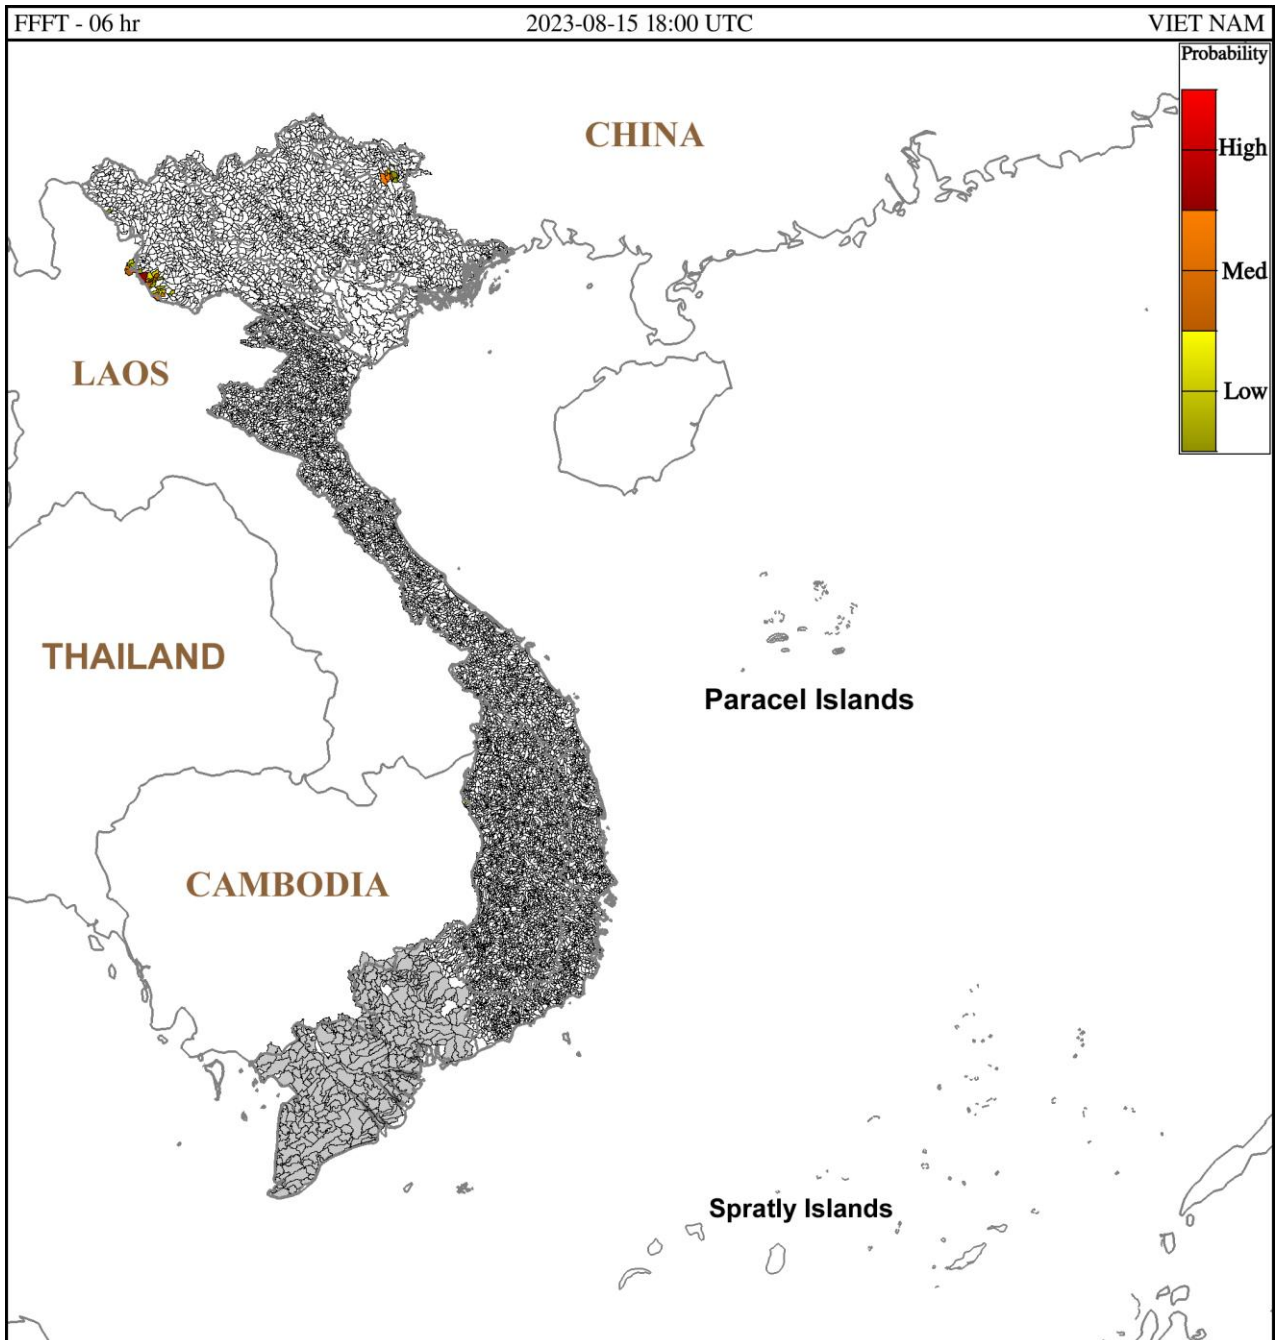 FFFT - 06 hr
2023-08-15 18:00 UTC
VIET NAM
Probability
High
Med
Low
CHINA
LAOS
THAILAND
Paracel Islands
CAMBODIA
Spratly Islands